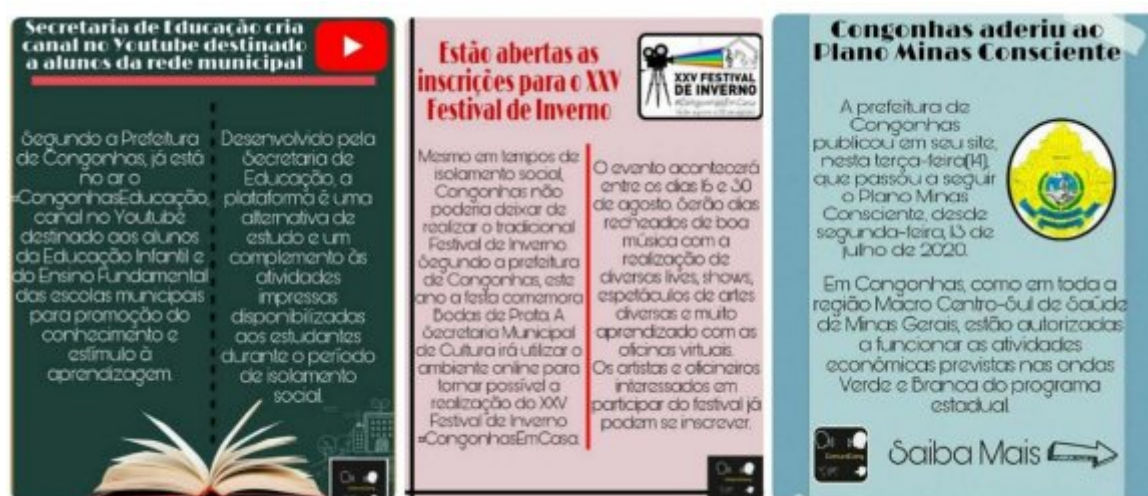 Secretaria de Educação cria
canal no Youtube destinado
a alunos da rede municipal
Segundo a Prefeitura
de Congonhas, já está
no ar o
#CongonhasEducação,
canal no Youtube
destinado aos alunos
da Educação Infantil e
do Ensino Fundamental
das escolas municipais
para promoção do
conhecimento e
estímulo à
aprendizagem.
Desenvolvido pela
Secretaria de
Educação, a
plataforma é uma
alternativa de
estudo e um
complemento às
atividades
impressas
disponibilizadas
aos estudantes
durante o período
de isolamento
social.
Estão abertas as
inscrições para o XXV
Festival de Inverno
XXV FESTIVAL
DE INVERNO
#CongonhasEmCasa
Mesmo em tempos de
isolamento social,
Congonhas não
poderia deixar de
realizar o tradicional
Festival de Inverno.
Segundo a prefeitura
de Congonhas, este
ano a festa comemora
Bodas de Prata. A
Secretaria Municipal
de Cultura irá utilizar o
ambiente online para
tornar possível a
realização do XXV
Festival de Inverno
#CongonhasEmCasa.
O evento acontecerá
entre os dias 16 e 30
de agosto. Serão dias
recheados de boa
música com a
realização de
diversas lives, shows,
espetáculos de artes
diversas e muito
aprendizado com as
oficinas virtuais.
Os artistas e oficineiros
interessados em
participar do festival já
podem se inscrever.
Congonhas aderiu ao
Plano Minas Consciente
A prefeitura de
Congonhas
publicou em seu site,
nesta terça-feira(14),
que passou a seguir
o Plano Minas
Consciente, desde
segunda-feira, 13 de
julho de 2020.
Em Congonhas, como em toda a
região Macro Centro-Sul de Saúde
de Minas Gerais, estão autorizadas
a funcionar as atividades
econômicas previstas nas ondas
Verde e Branca do programa
estadual.
Saiba Mais